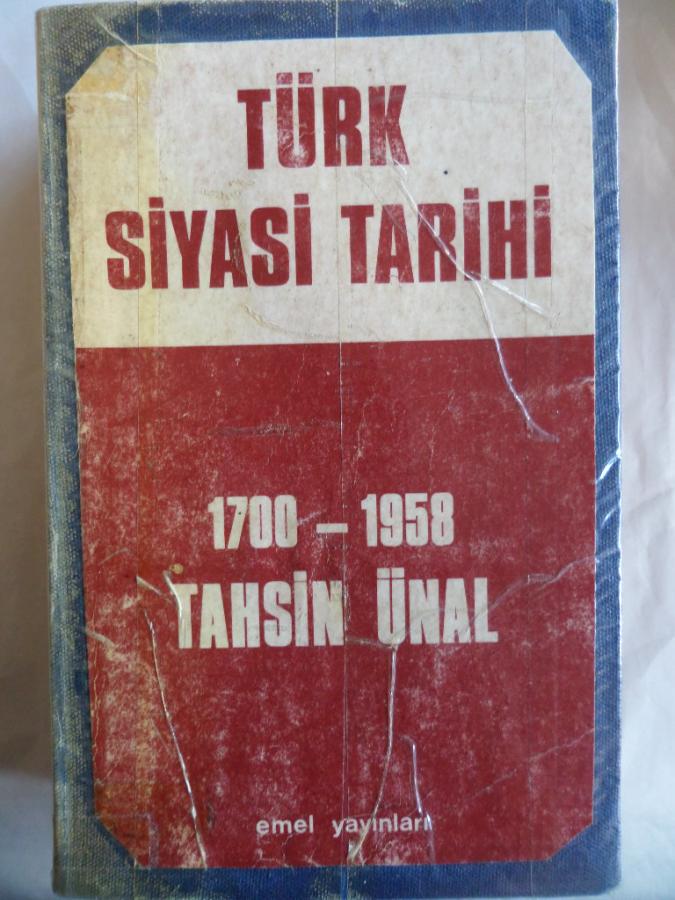 TÜRK
SİYASİ TARİHİ
1700 – 1958
TAHSİN ÜNAL
emel yayınları